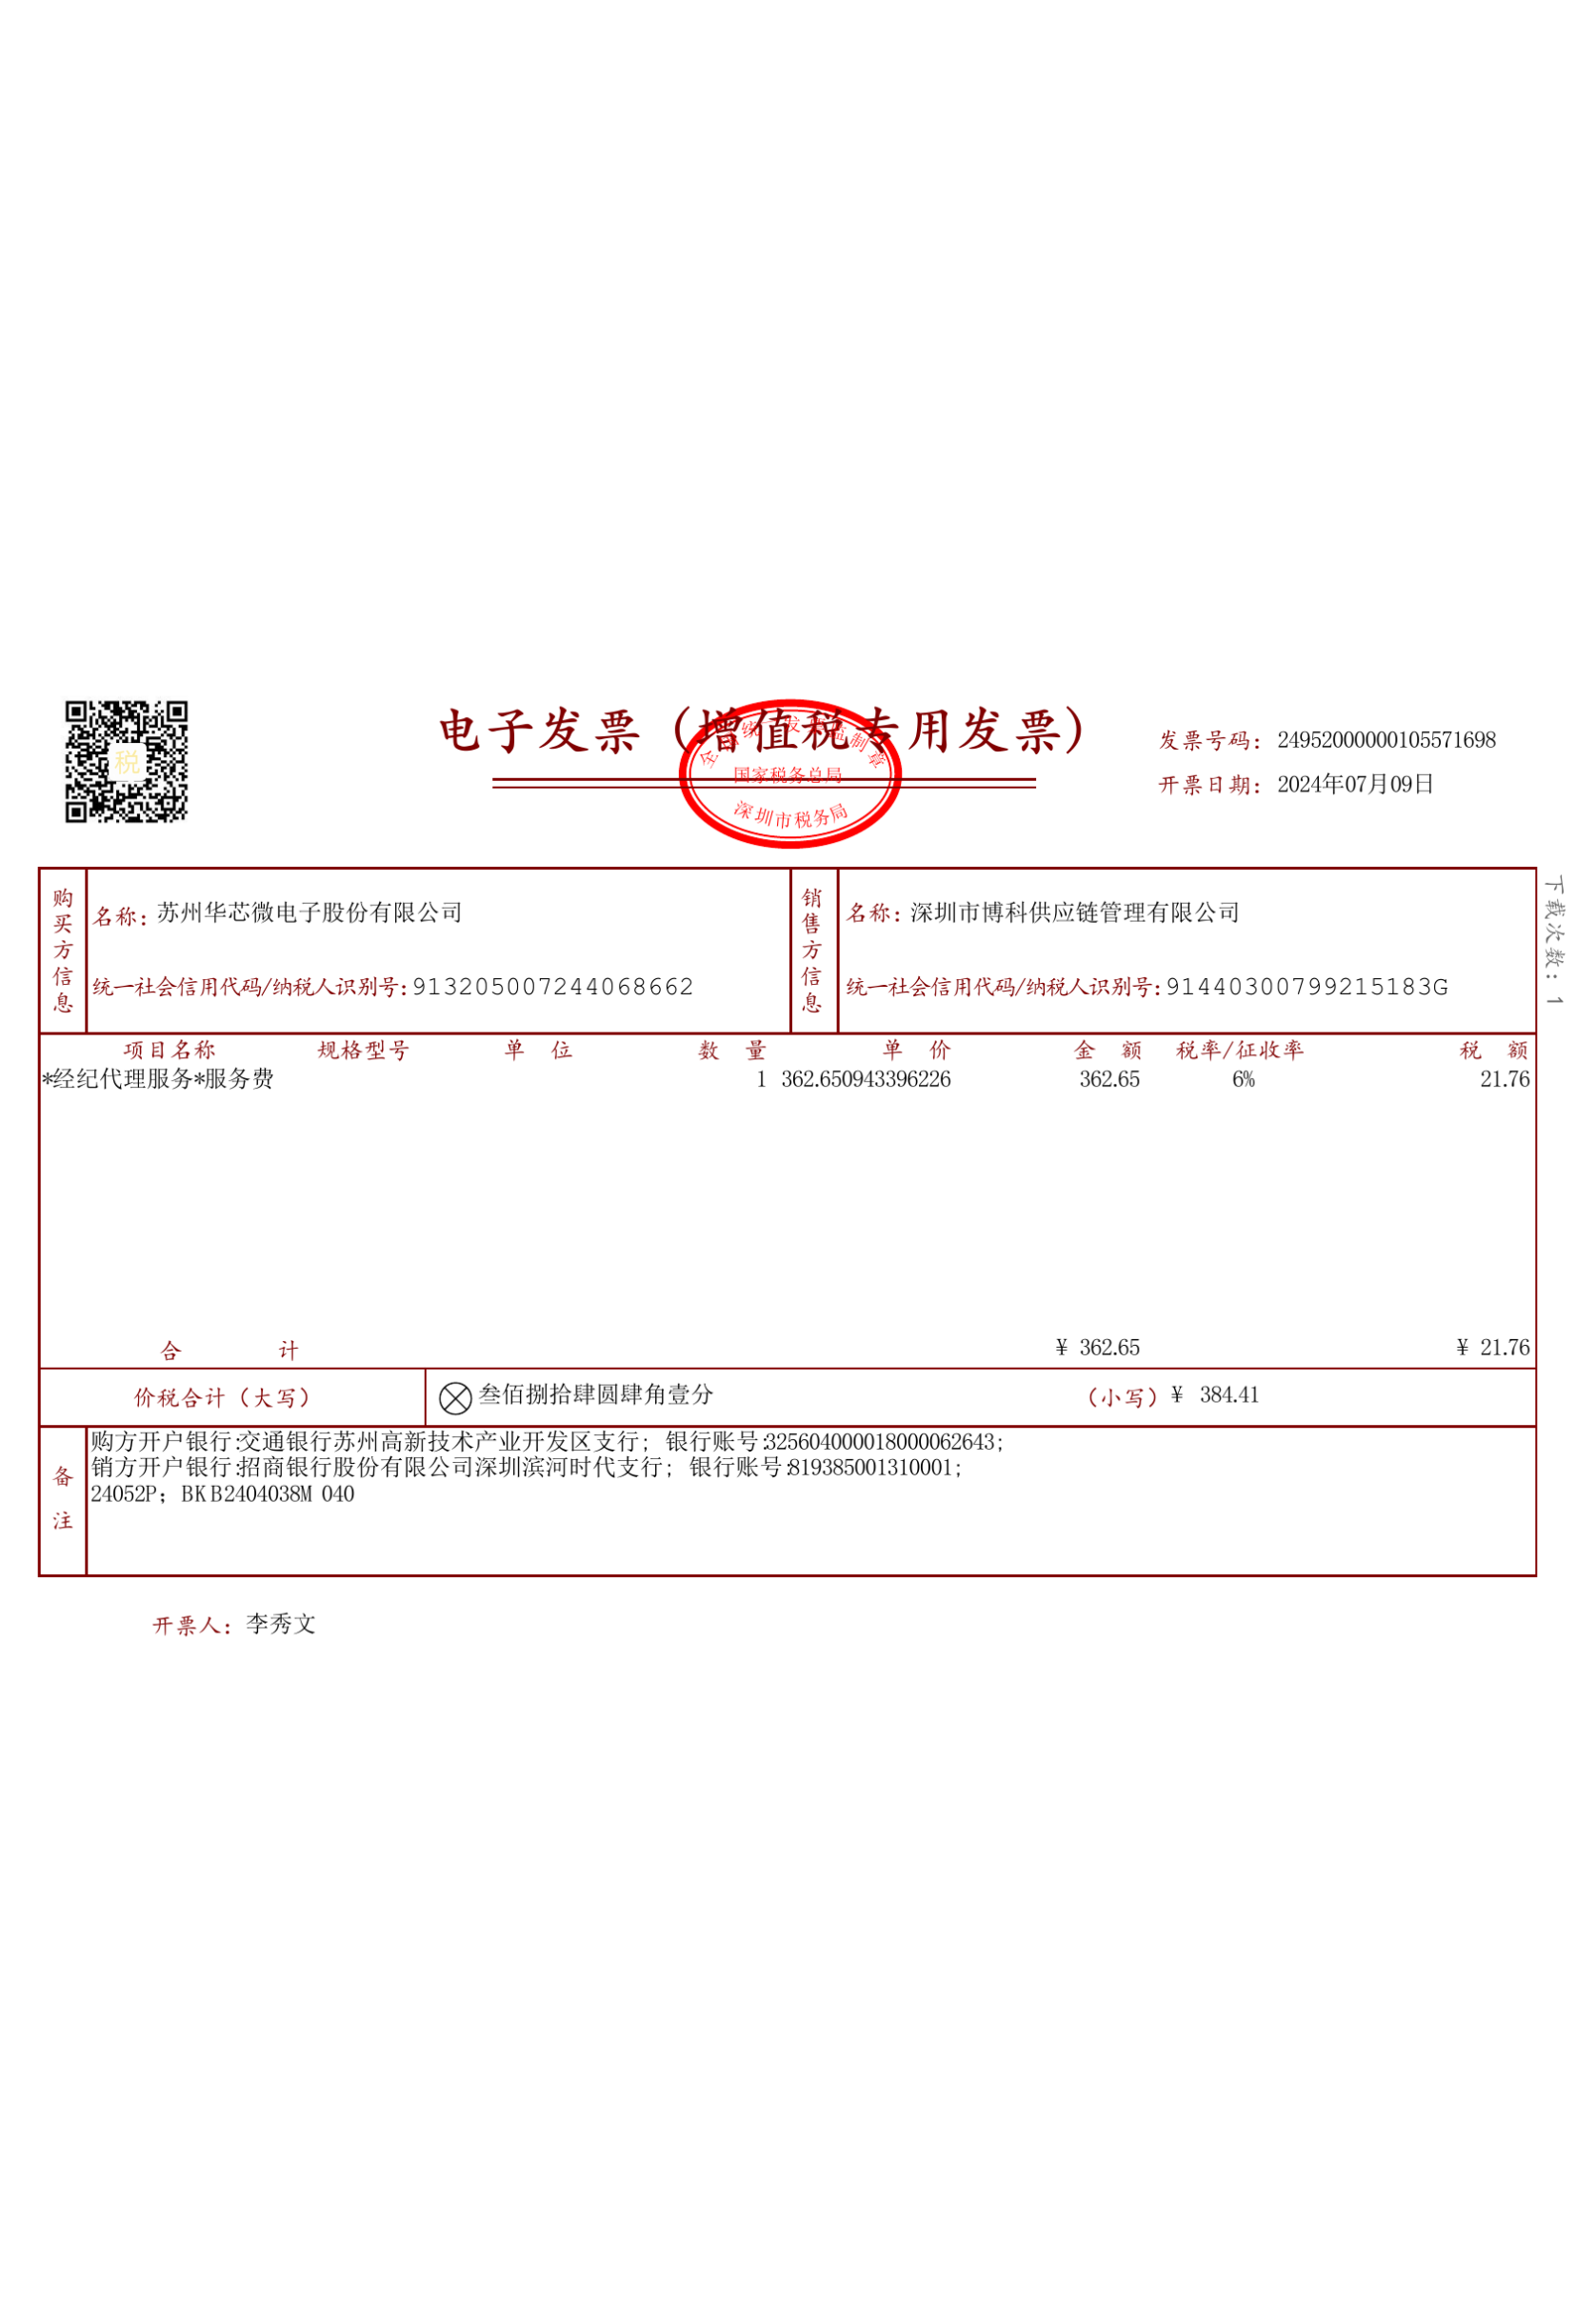 税
电子发票（增值税专用发票）
全国统一发票监制章
国家税务总局
深圳市税务局
发票号码：24952000000105571698
开票日期：2024年07月09日
购买方信息
名称：苏州华芯微电子股份有限公司
统一社会信用代码/纳税人识别号：913205007244068662
销售方信息
名称：深圳市博科供应链管理有限公司
统一社会信用代码/纳税人识别号：91440300799215183G
下载次数：1
项目名称 规格型号 单 位 数 量 单 价 金 额 税率/征收率 税 额
*经纪代理服务*服务费 1 362.650943396226 362.65 6% 21.76
合 计 ¥ 362.65 ¥ 21.76
价税合计（大写） 叁佰捌拾肆圆肆角壹分 （小写）¥ 384.41
备注
购方开户银行:交通银行苏州高新技术产业开发区支行; 银行账号:325604000018000062643;
销方开户银行:招商银行股份有限公司深圳滨河时代支行; 银行账号:819385001310001;
24052P; BKB2404038M 040
开票人：李秀文